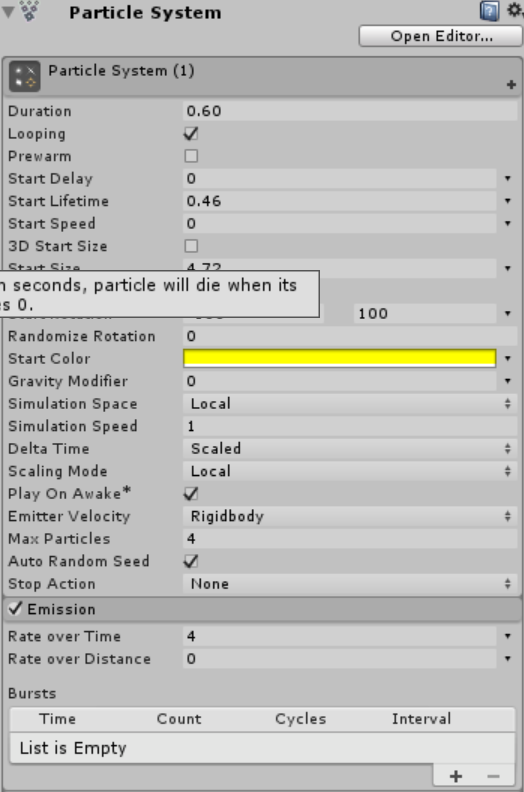 Particle System
Open Editor...
Particle System (1)
Duration 0.60
Looping
Prewarm
Start Delay 0
Start Lifetime 0.46
Start Speed 0
3D Start Size
Start Size 4.72
n seconds, particle will die when its
s 0.
100
Randomize Rotation 0
Start Color
Gravity Modifier 0
Simulation Space Local
Simulation Speed 1
Delta Time Scaled
Scaling Mode Local
Play On Awake*
Emitter Velocity Rigidbody
Max Particles 4
Auto Random Seed
Stop Action None
Emission
Rate over Time 4
Rate over Distance 0
Bursts
Time Count Cycles Interval
List is Empty